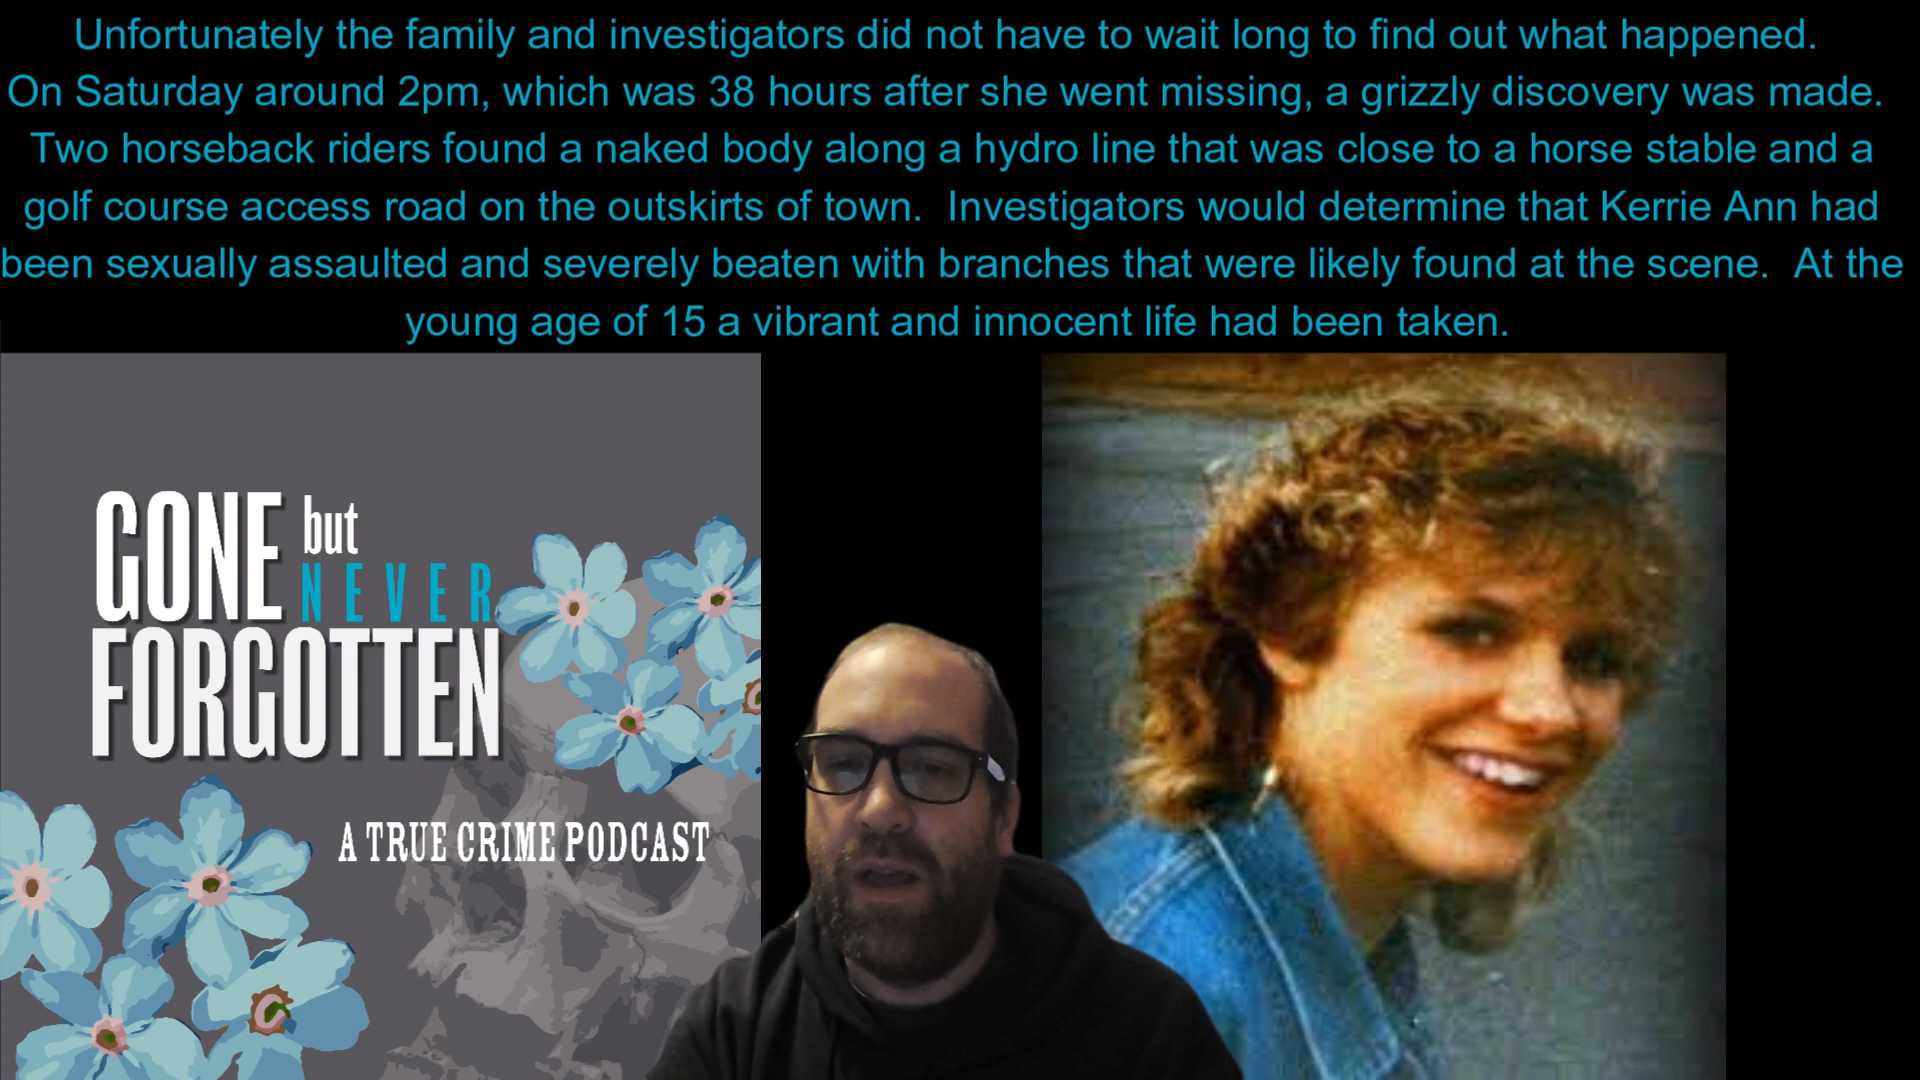 Unfortunately the family and investigators did not have to wait long to find out what happened.
On Saturday around 2pm, which was 38 hours after she went missing, a grizzly discovery was made.
Two horseback riders found a naked body along a hydro line that was close to a horse stable and a
golf course access road on the outskirts of town.  Investigators would determine that Kerrie Ann had
been sexually assaulted and severely beaten with branches that were likely found at the scene.  At the
young age of 15 a vibrant and innocent life had been taken.
GONE but
NEVER
FORGOTTEN
A TRUE CRIME PODCAST